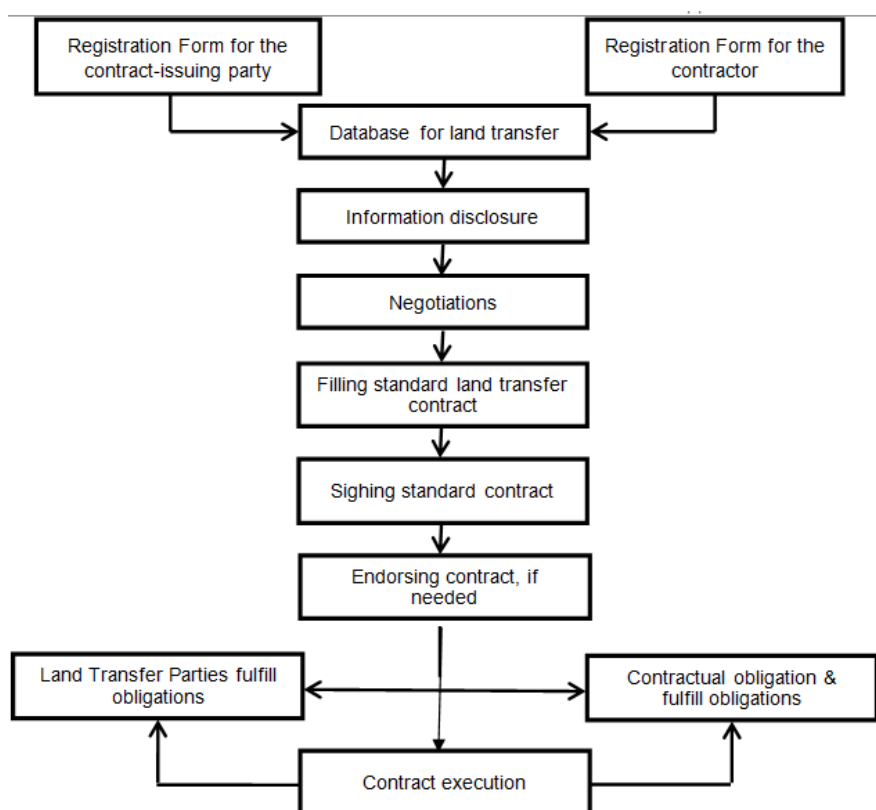 Registration Form for the
contract-issuing party
Registration Form for the
contractor
Database for land transfer
Information disclosure
Negotiations
Filling standard land transfer
contract
Sighing standard contract
Endorsing contract, if
needed
Land Transfer Parties fulfill
obligations
Contractual obligation &
fulfill obligations
Contract execution